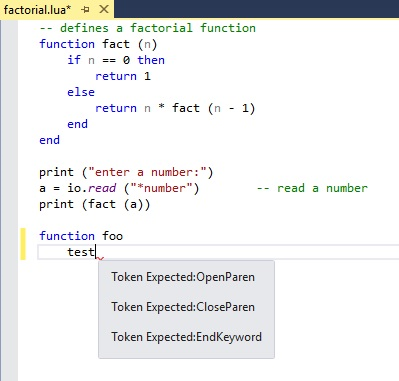 factorial.lua*
-- defines a factorial function
function fact (n)
    if n == 0 then
        return 1
    else
        return n * fact (n - 1)
    end
end
print ("enter a number:")
a = io.read ("*number")        -- read a number
print (fact (a))
function foo
    test
Token Expected:OpenParen
Token Expected:CloseParen
Token Expected:EndKeyword